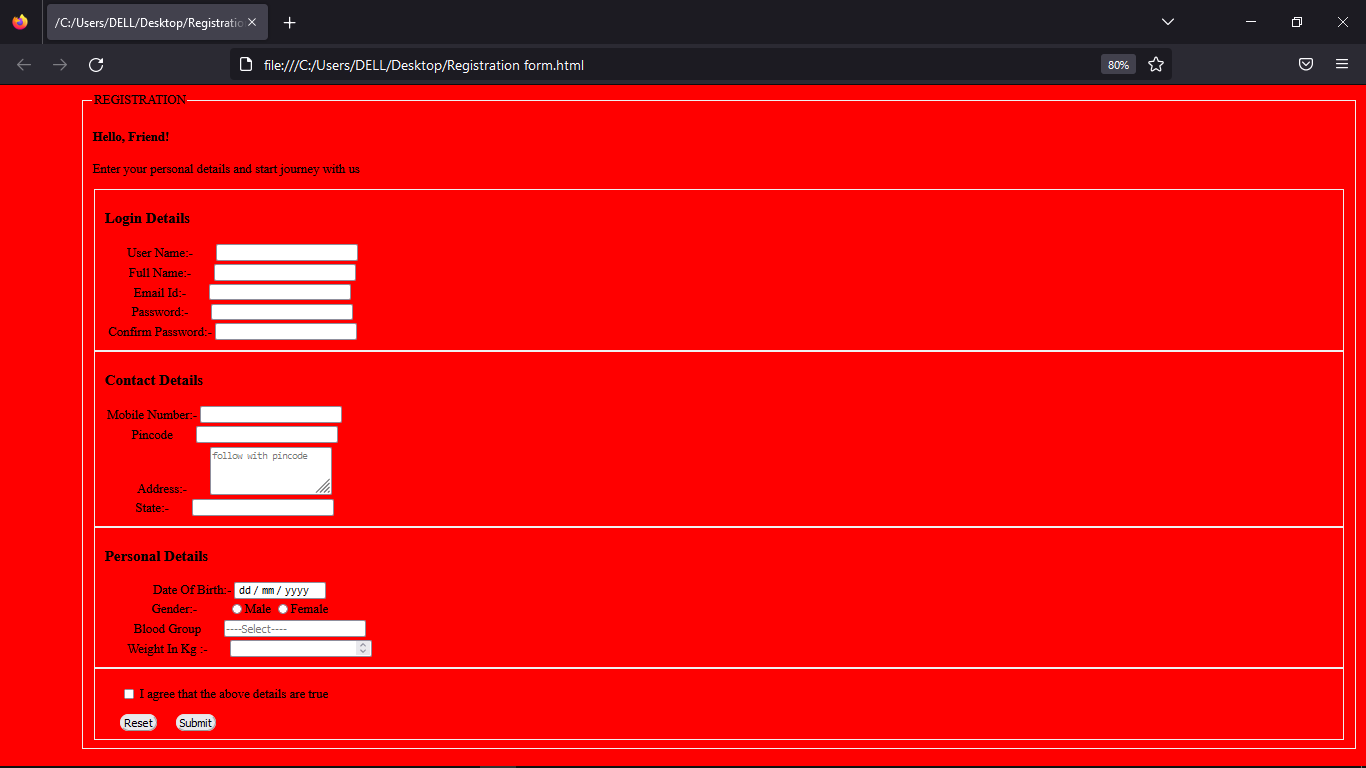 /C:/Users/DELL/Desktop/Registratio
file:///C:/Users/DELL/Desktop/Registration form.html
80%
REGISTRATION
Hello, Friend!
Enter your personal details and start journey with us
Login Details
User Name:-
Full Name:-
Email Id:-
Password:-
Confirm Password:-
Contact Details
Mobile Number:-
Pincode
follow with pincode
Address:-
State:-
Personal Details
Date Of Birth:- dd / mm / yyyy
Gender:- Male Female
Blood Group ----Select----
Weight In Kg :-
I agree that the above details are true
Reset Submit